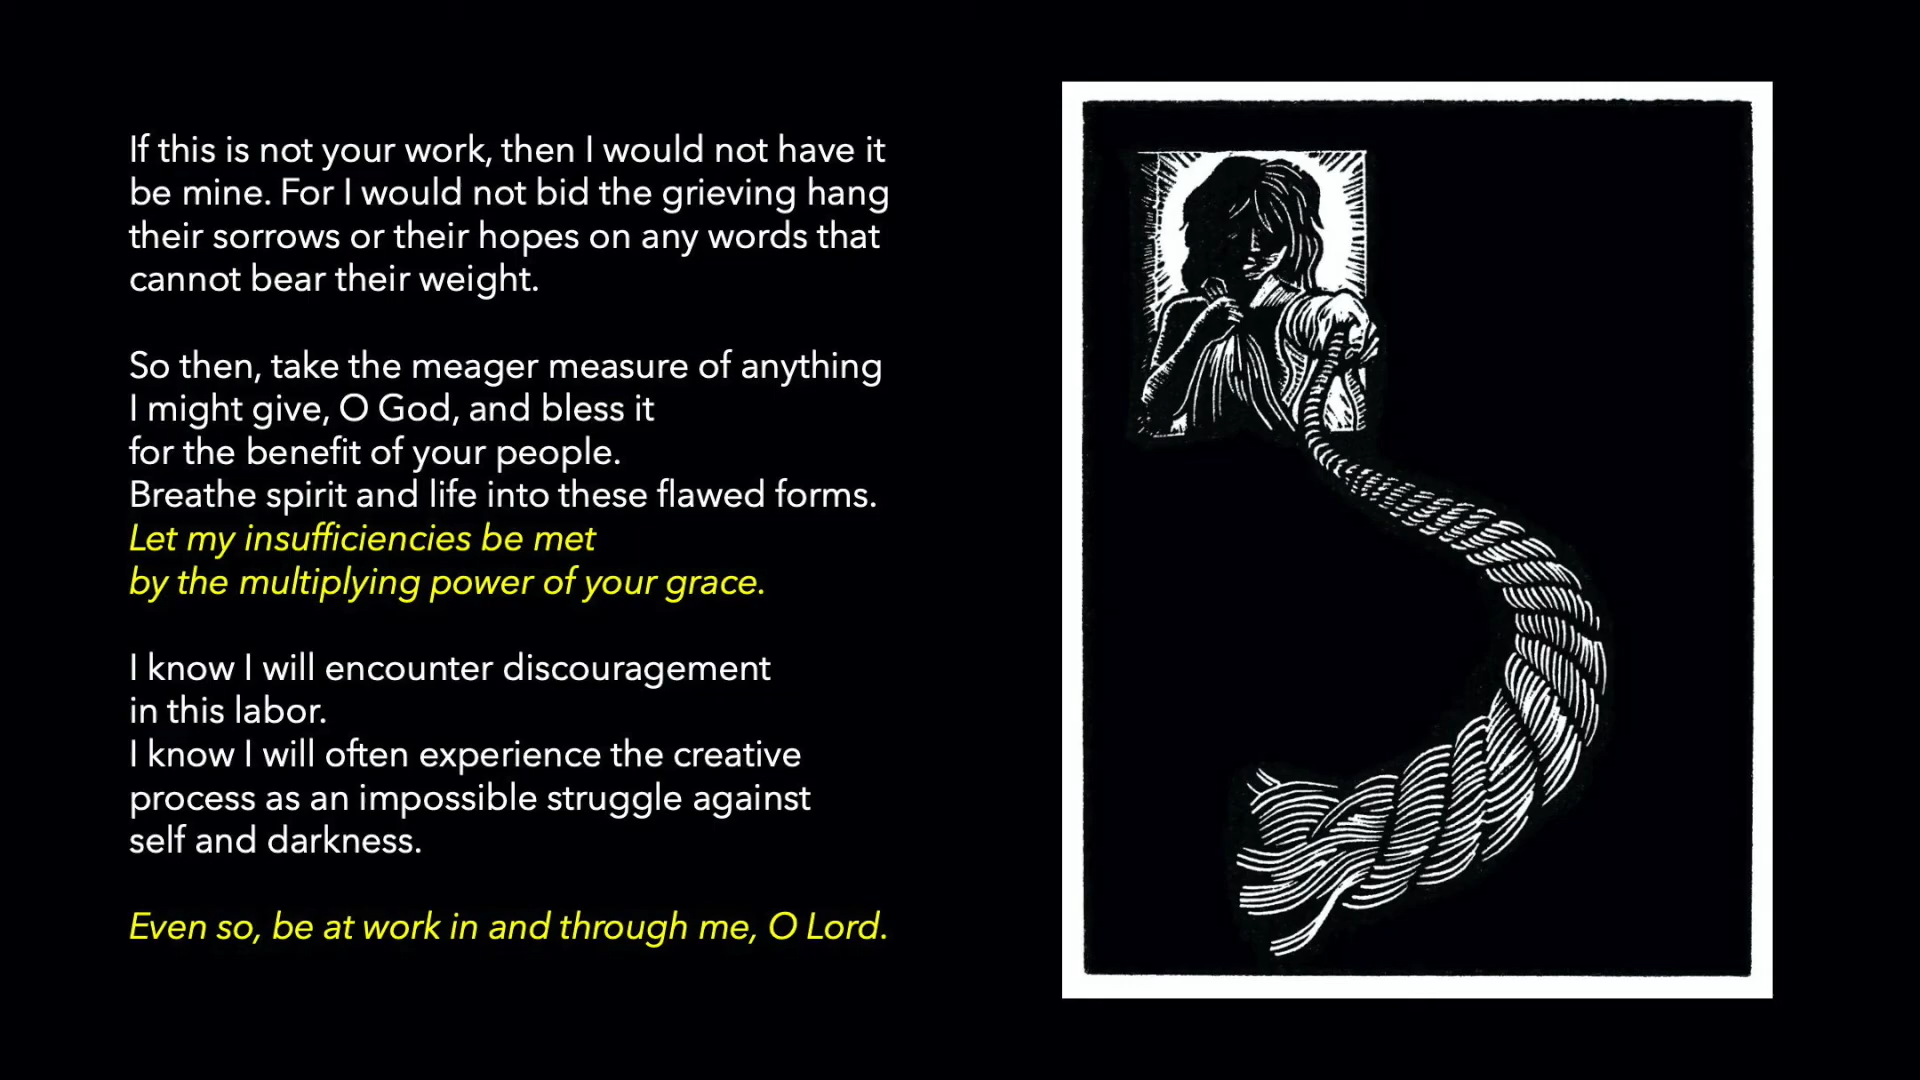 If this is not your work, then I would not have it
be mine. For I would not bid the grieving hang
their sorrows or their hopes on any words that
cannot bear their weight.
So then, take the meager measure of anything
I might give, O God, and bless it
for the benefit of your people.
Breathe spirit and life into these flawed forms.
Let my insufficiencies be met
by the multiplying power of your grace.
I know I will encounter discouragement
in this labor.
I know I will often experience the creative
process as an impossible struggle against
self and darkness.
Even so, be at work in and through me, O Lord.